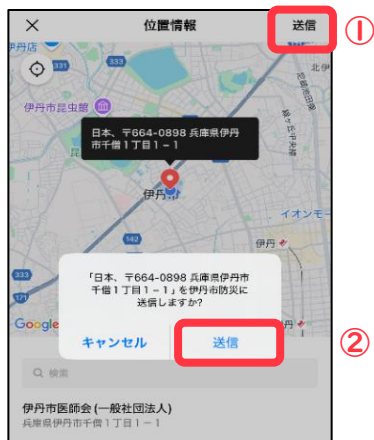 × 位置情報 送信 ①
333
伊丹市昆虫館
日本、〒664-0898 兵庫県伊丹
市千僧1丁目1−1
伊丹市
イオンモー
142
伊丹
333
171
「日本、〒664-0898 兵庫県伊丹市
千僧1丁目1−1」を伊丹市防災に
送信しますか?
Google
キャンセル 送信 ②
検索
伊丹市医師会(一般社団法人)
兵庫県伊丹市千僧1丁目1−1